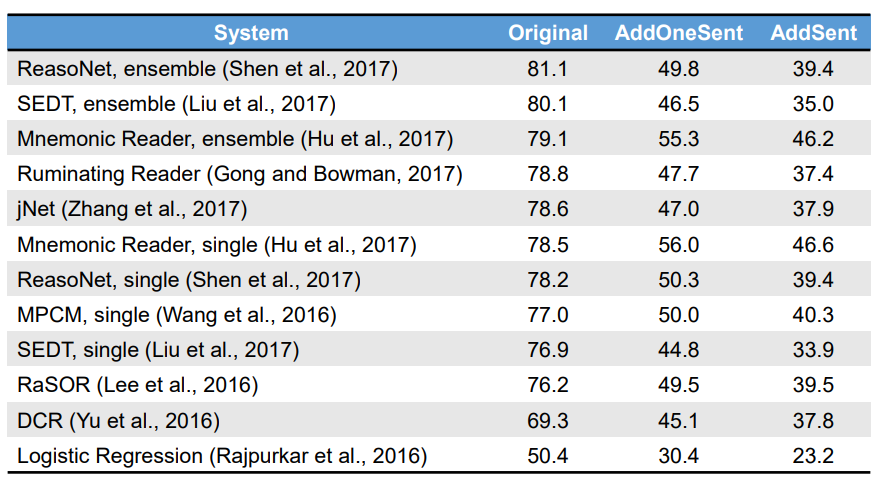 System Original AddOneSent AddSent
ReasoNet, ensemble (Shen et al., 2017) 81.1 49.8 39.4
SEDT, ensemble (Liu et al., 2017) 80.1 46.5 35.0
Mnemonic Reader, ensemble (Hu et al., 2017) 79.1 55.3 46.2
Ruminating Reader (Gong and Bowman, 2017) 78.8 47.7 37.4
jNet (Zhang et al., 2017) 78.6 47.0 37.9
Mnemonic Reader, single (Hu et al., 2017) 78.5 56.0 46.6
ReasoNet, single (Shen et al., 2017) 78.2 50.3 39.4
MPCM, single (Wang et al., 2016) 77.0 50.0 40.3
SEDT, single (Liu et al., 2017) 76.9 44.8 33.9
RaSOR (Lee et al., 2016) 76.2 49.5 39.5
DCR (Yu et al., 2016) 69.3 45.1 37.8
Logistic Regression (Rajpurkar et al., 2016) 50.4 30.4 23.2